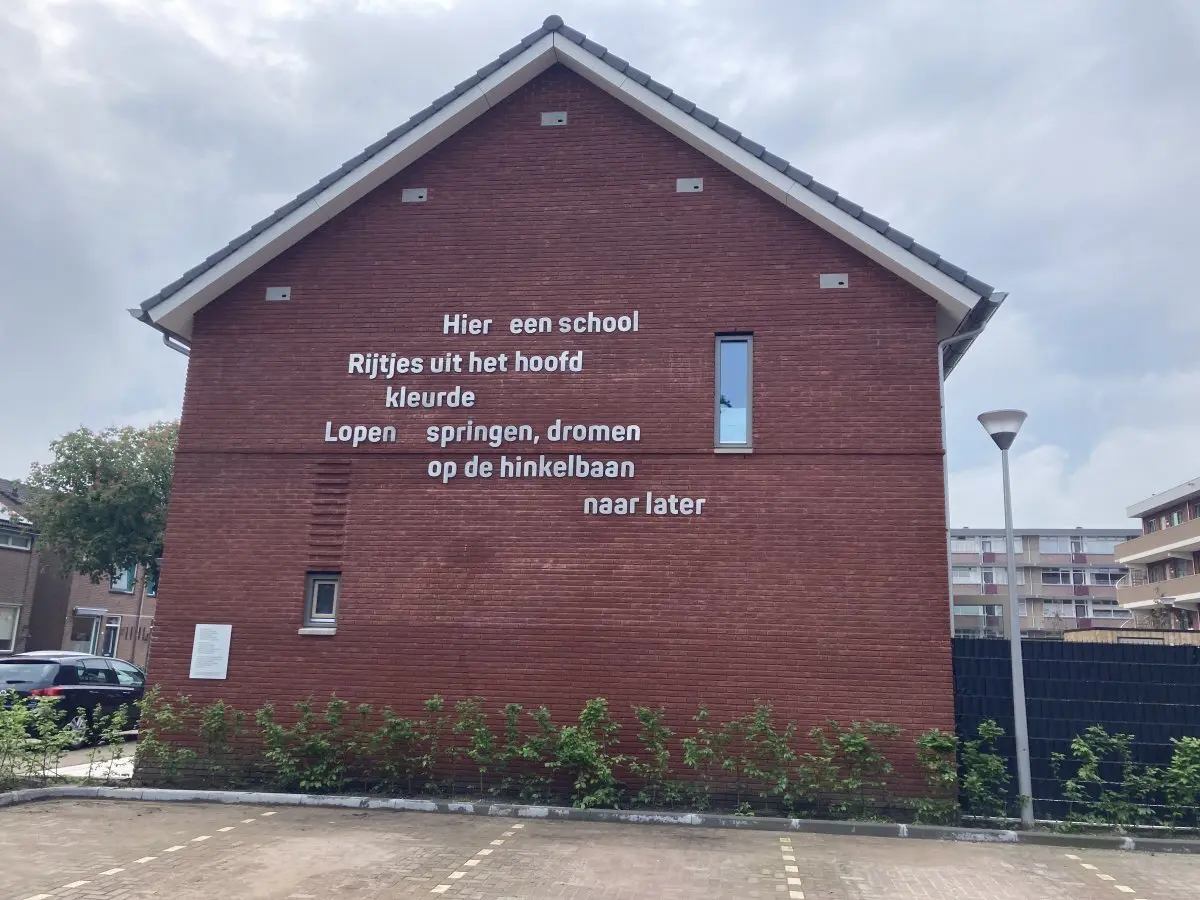 Hier een school
Rijtjes uit het hoofd
kleurde
Lopen springen, dromen
op de hinkelbaan
naar later